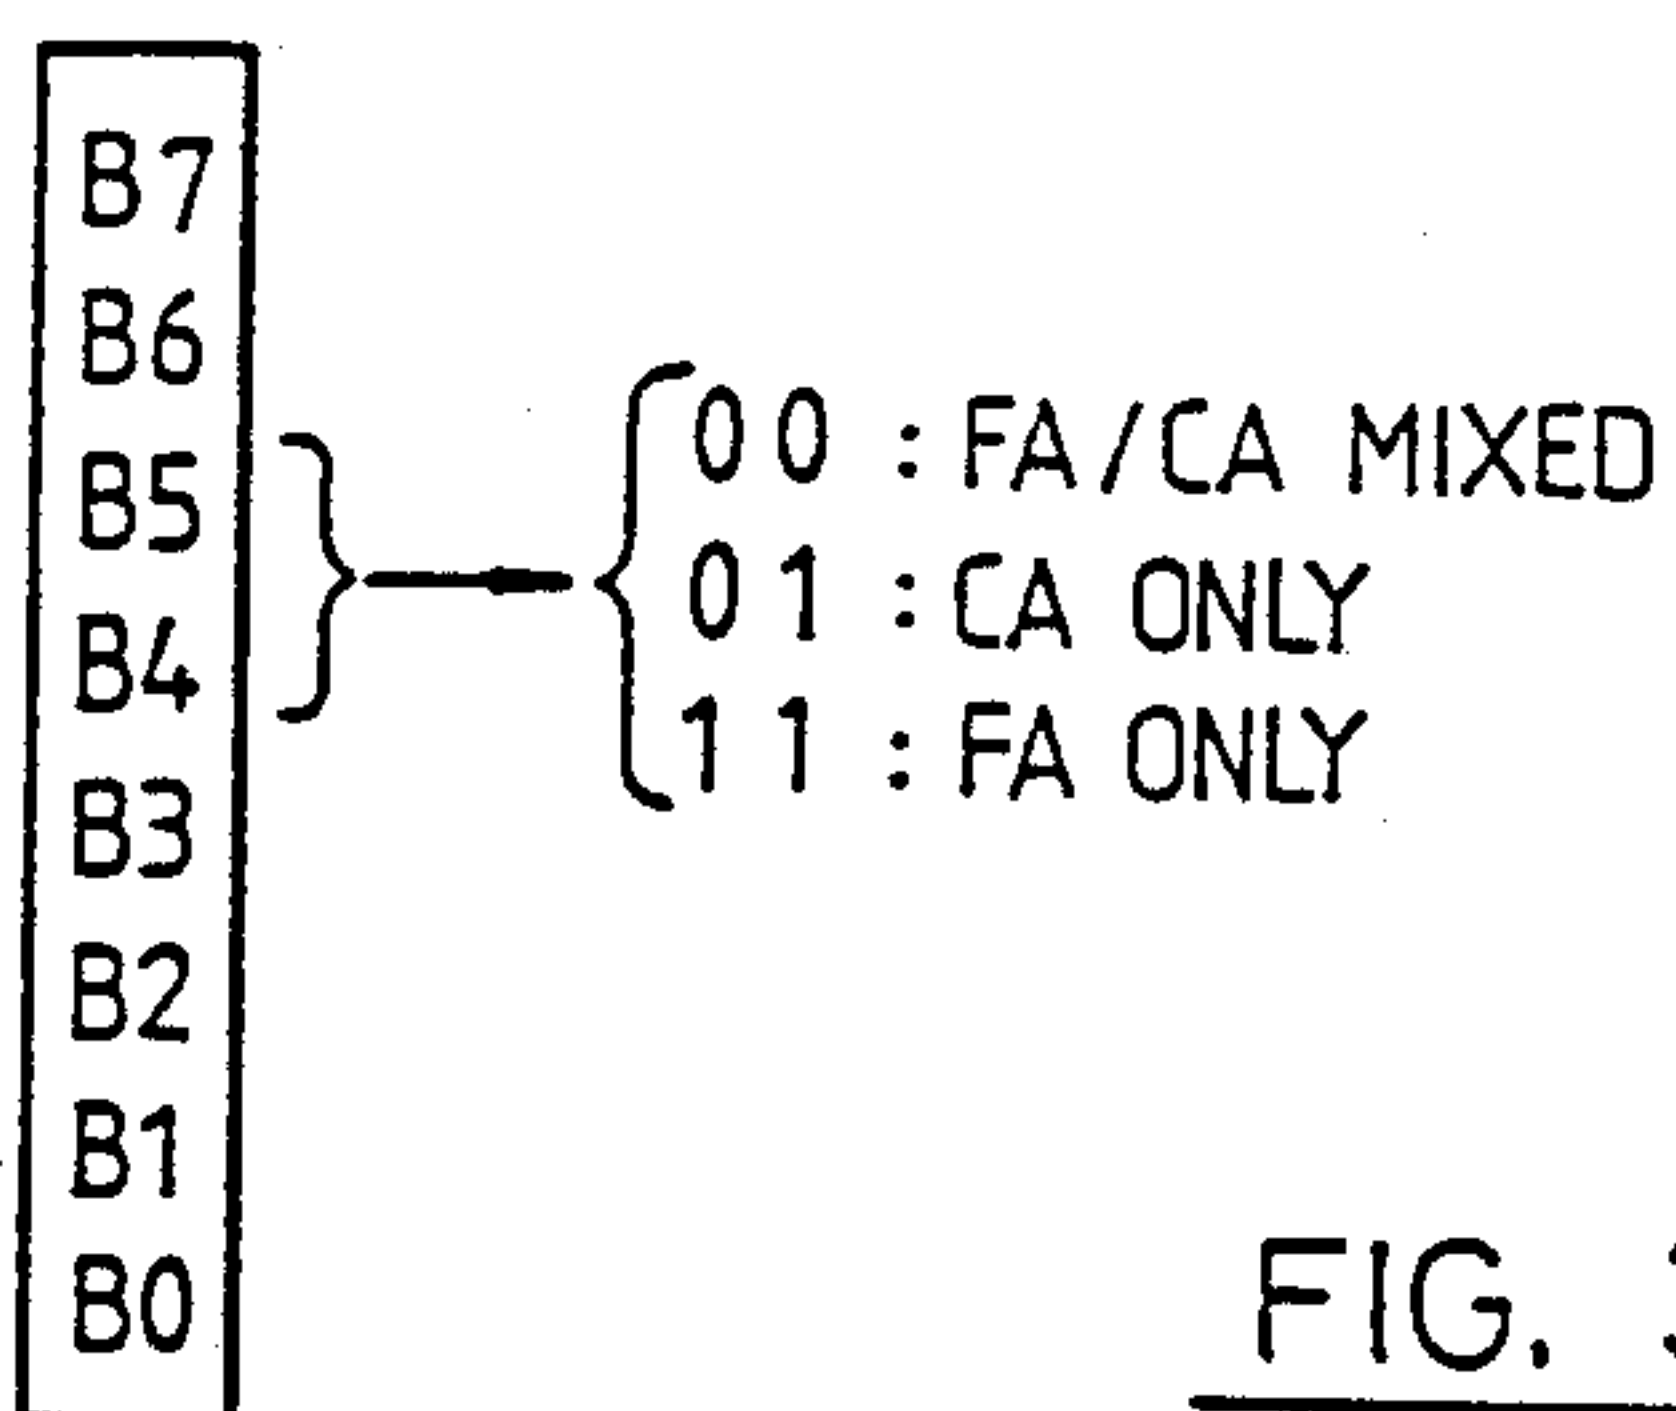 B7
B6
B5
B4
B3
B2
B1
B0
00 : FA/CA MIXED
01 : CA ONLY
11 : FA ONLY
FIG.